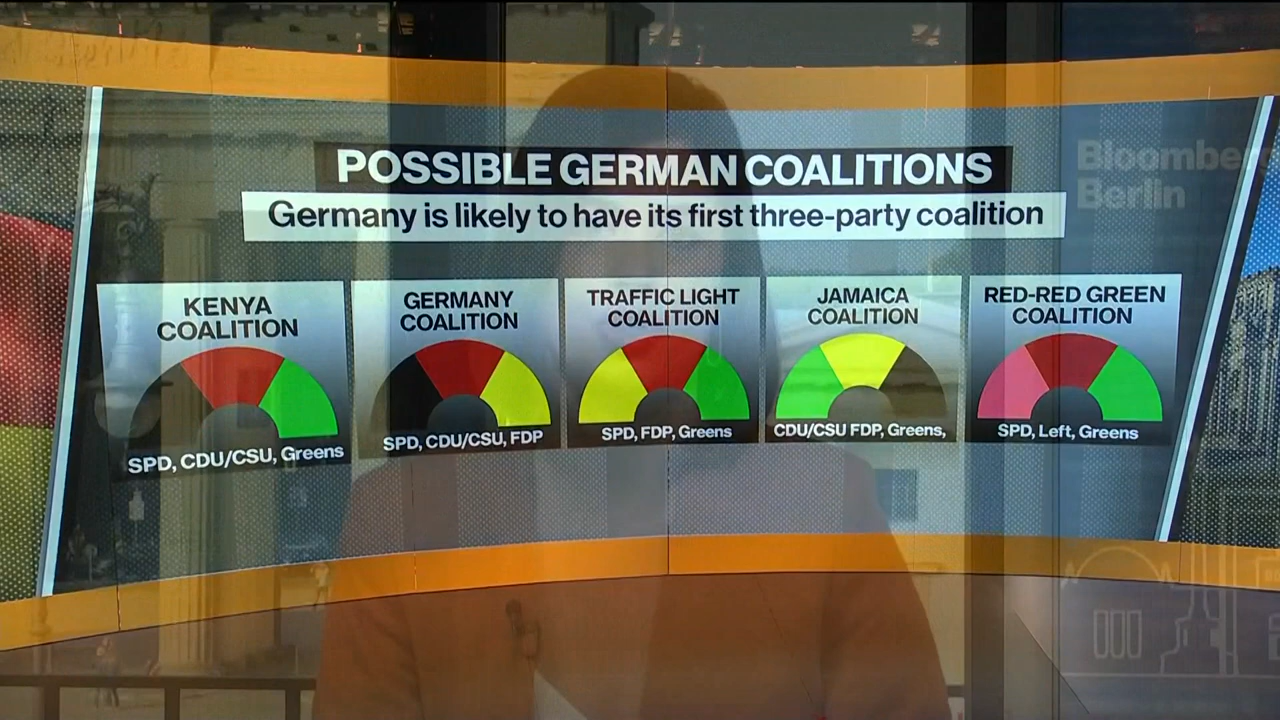 POSSIBLE GERMAN COALITIONS
Germany is likely to have its first three-party coalition
Bloomberg
Berlin
KENYA
COALITION
SPD, CDU/CSU, Greens
GERMANY
COALITION
SPD, CDU/CSU, FDP
TRAFFIC LIGHT
COALITION
SPD, FDP, Greens
JAMAICA
COALITION
CDU/CSU FDP, Greens,
RED-RED GREEN
COALITION
SPD, Left, Greens